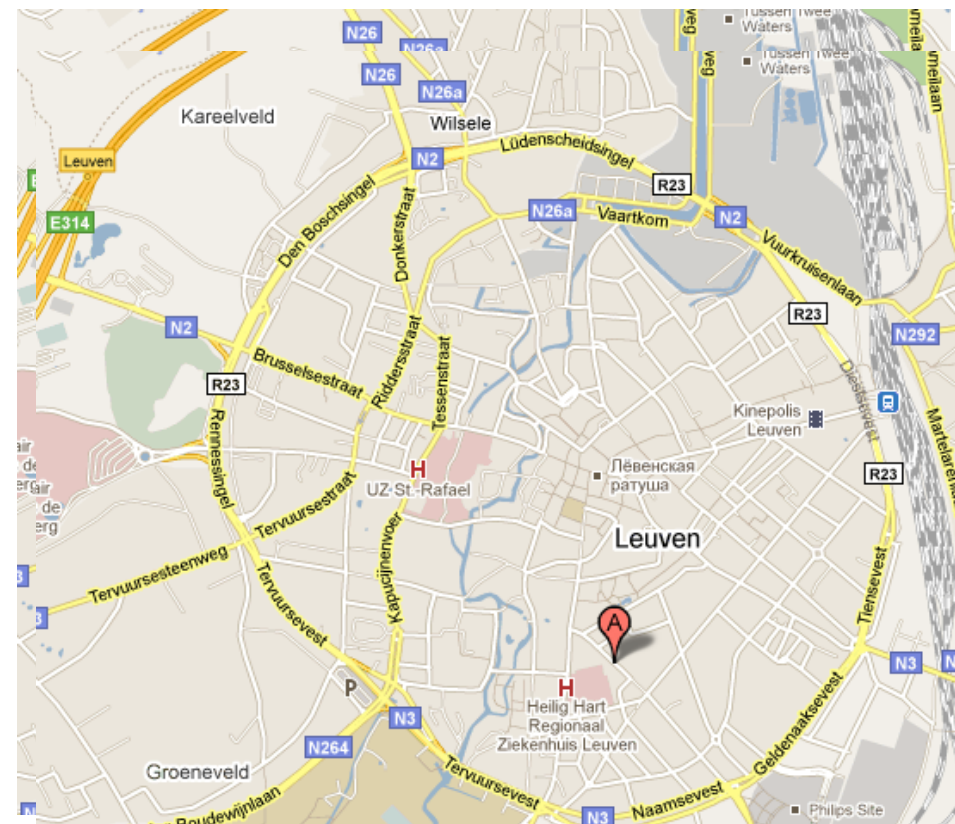 N26
N26a
Tussen Twee
Waters
N26
Tussen Twee
Waters
N26a
Kareelveld
Wilsele
Leuven
N2
Lüdenscheidsingel
R23
E314
Den Boschsingel
Donkerstraat
N26a
Vaartkom
N2
Vuurkruisenlaan
N2
R23
N292
Brusselsestraat
Riddersstraat
Tessenstraat
R23
Diestsevest
Kinepolis
Leuven
Rennessingel
H
UZ St.-Rafael
Лёвенская
ратуша
R23
Tervuursestraat
Leuven
Kapucijnenvoer
Tervuursesteenweg
Tervuursevest
Tiensevest
A
N3
P
H
Heilig Hart
Regionaal
Ziekenhuis Leuven
N3
N264
Geldenaaksevest
Groeneveld
Tervuursevest
Naamsevest
N3
Philips Site
Boudewijnlaan